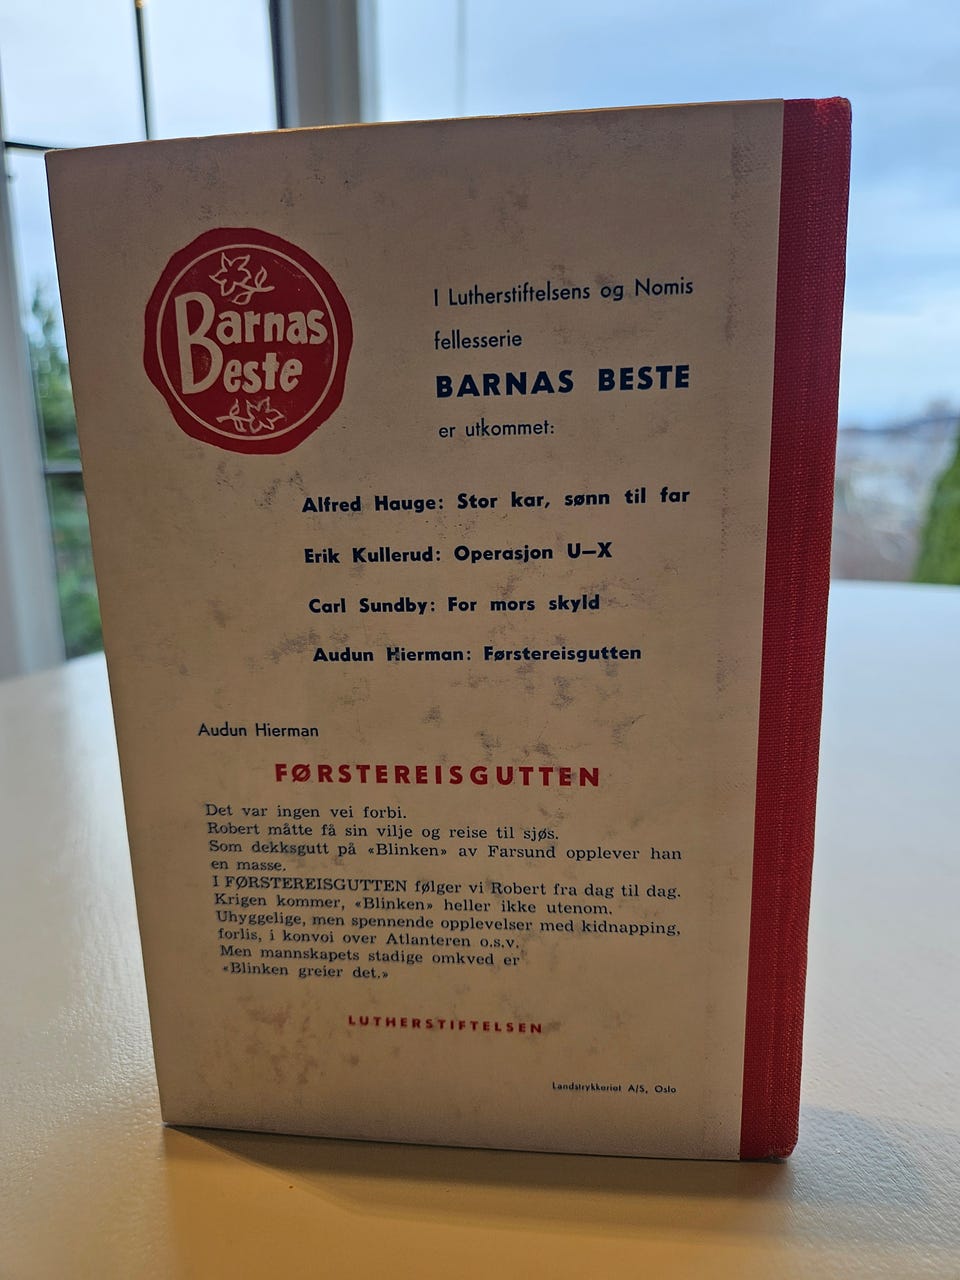 Barnas
Beste
I Lutherstiftelsens og Nomis
fellesserie
BARNAS BESTE
er utkommet:
Alfred Hauge: Stor kar, sønn til far
Erik Kullerud: Operasjon U—X
Carl Sundby: For mors skyld
Audun Hierman: Førstereisgutten
Audun Hierman
FØRSTEREISGUTTEN
Det var ingen vei forbi.
Robert måtte få sin vilje og reise til sjøs.
Som dekksgutt på «Blinken» av Farsund opplever han
en masse.
I FØRSTEREISGUTTEN følger vi Robert fra dag til dag.
Krigen kommer, «Blinken» heller ikke utenom.
Uhyggelige, men spennende opplevelser med kidnapping,
forlis, i konvoi over Atlanteren o.s.v.
Men mannskapets stadige omkved er
«Blinken greier det.»
LUTHERSTIFTELSEN
Landstrykkeriet A/S, Oslo